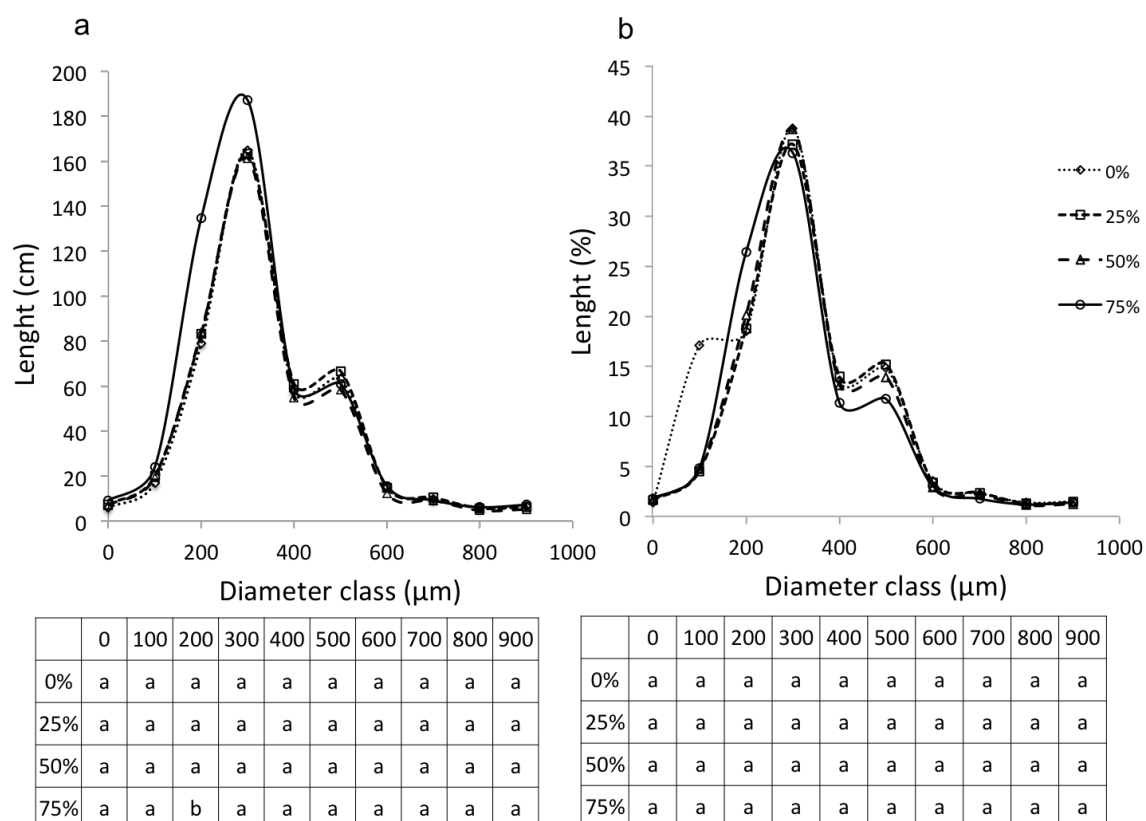 a
200
180
160
140
120
100
80
60
40
20
0
Lenght (cm)
0 200 400 600 800 1000
Diameter class (µm)
b
45
40
35
30
25
20
15
10
5
0
Lenght (%)
0 200 400 600 800 1000
Diameter class (µm)
0%
25%
50%
75%
0 100 200 300 400 500 600 700 800 900
0% a a a a a a a a a a
25% a a a a a a a a a a
50% a a a a a a a a a a
75% a a b a a a a a a a
0 100 200 300 400 500 600 700 800 900
0% a a a a a a a a a a
25% a a a a a a a a a a
50% a a a a a a a a a a
75% a a a a a a a a a a